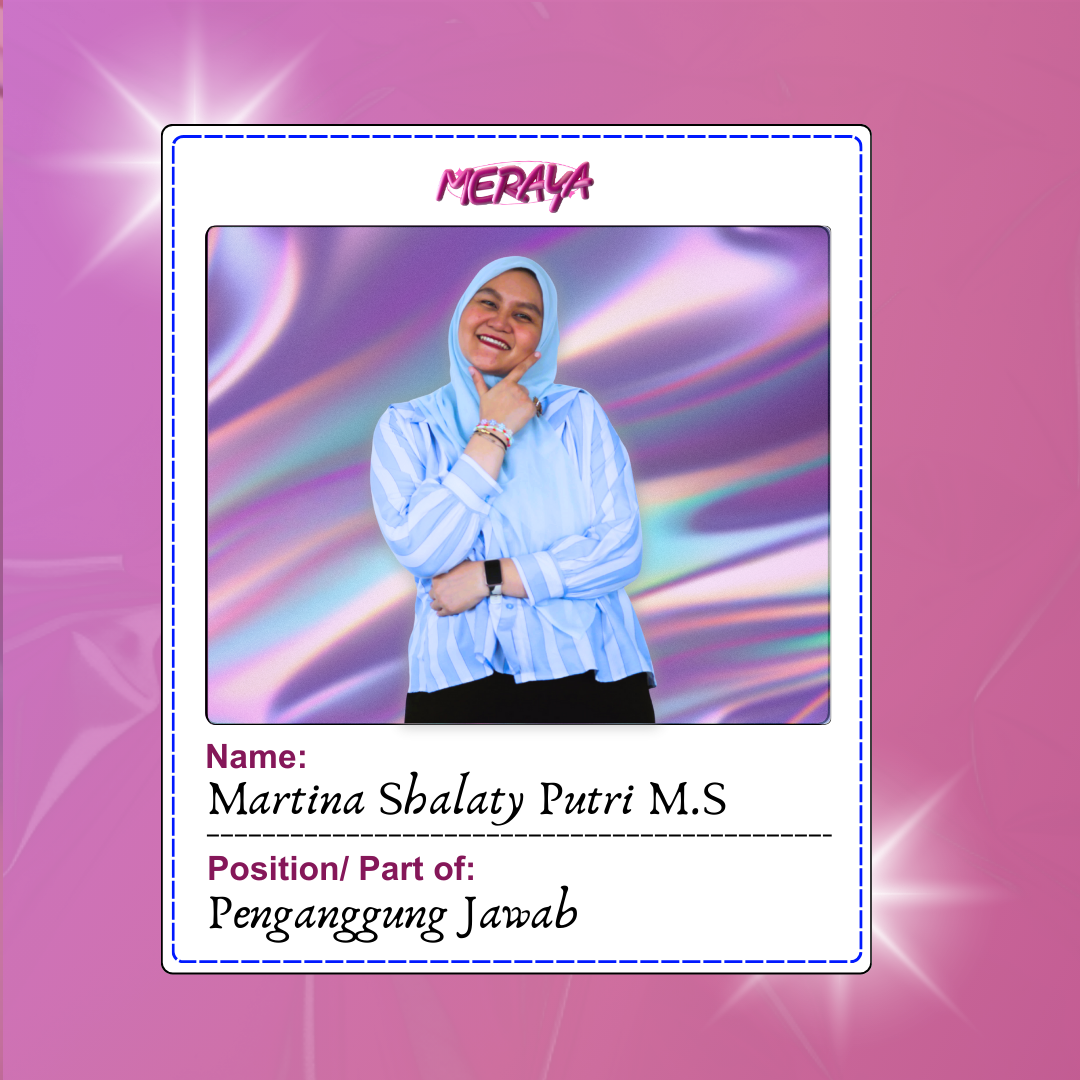 MERAYA
Name:
Martina Shalaty Putri M.S
Position/ Part of:
Penganggung Jawab